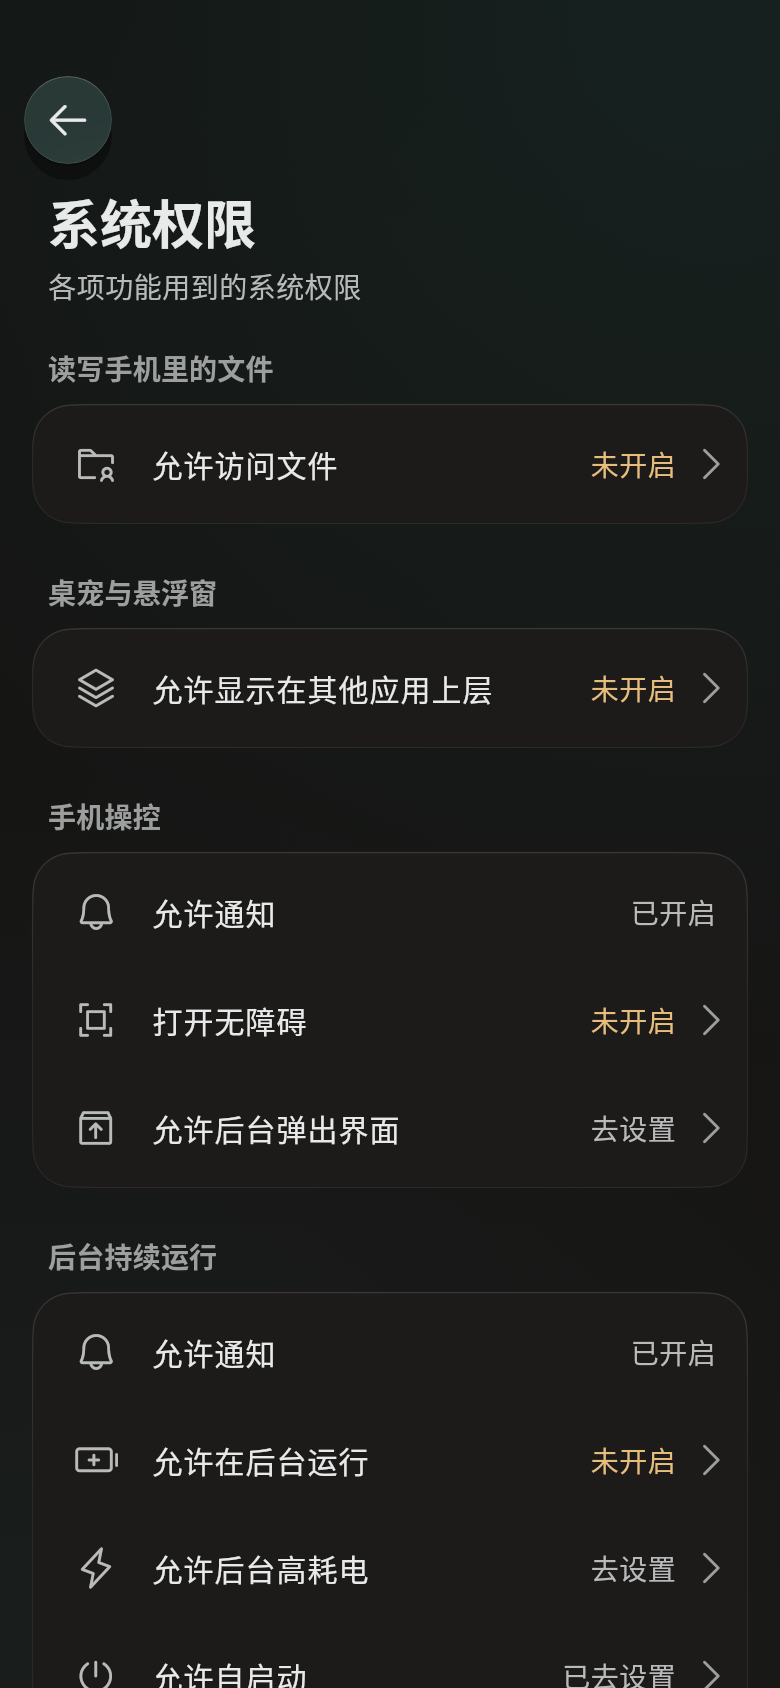 系统权限
各项功能用到的系统权限
读写手机里的文件
允许访问文件 未开启
桌宠与悬浮窗
允许显示在其他应用上层 未开启
手机操控
允许通知 已开启
打开无障碍 未开启
允许后台弹出界面 去设置
后台持续运行
允许通知 已开启
允许在后台运行 未开启
允许后台高耗电 去设置
允许自启动 已去设置